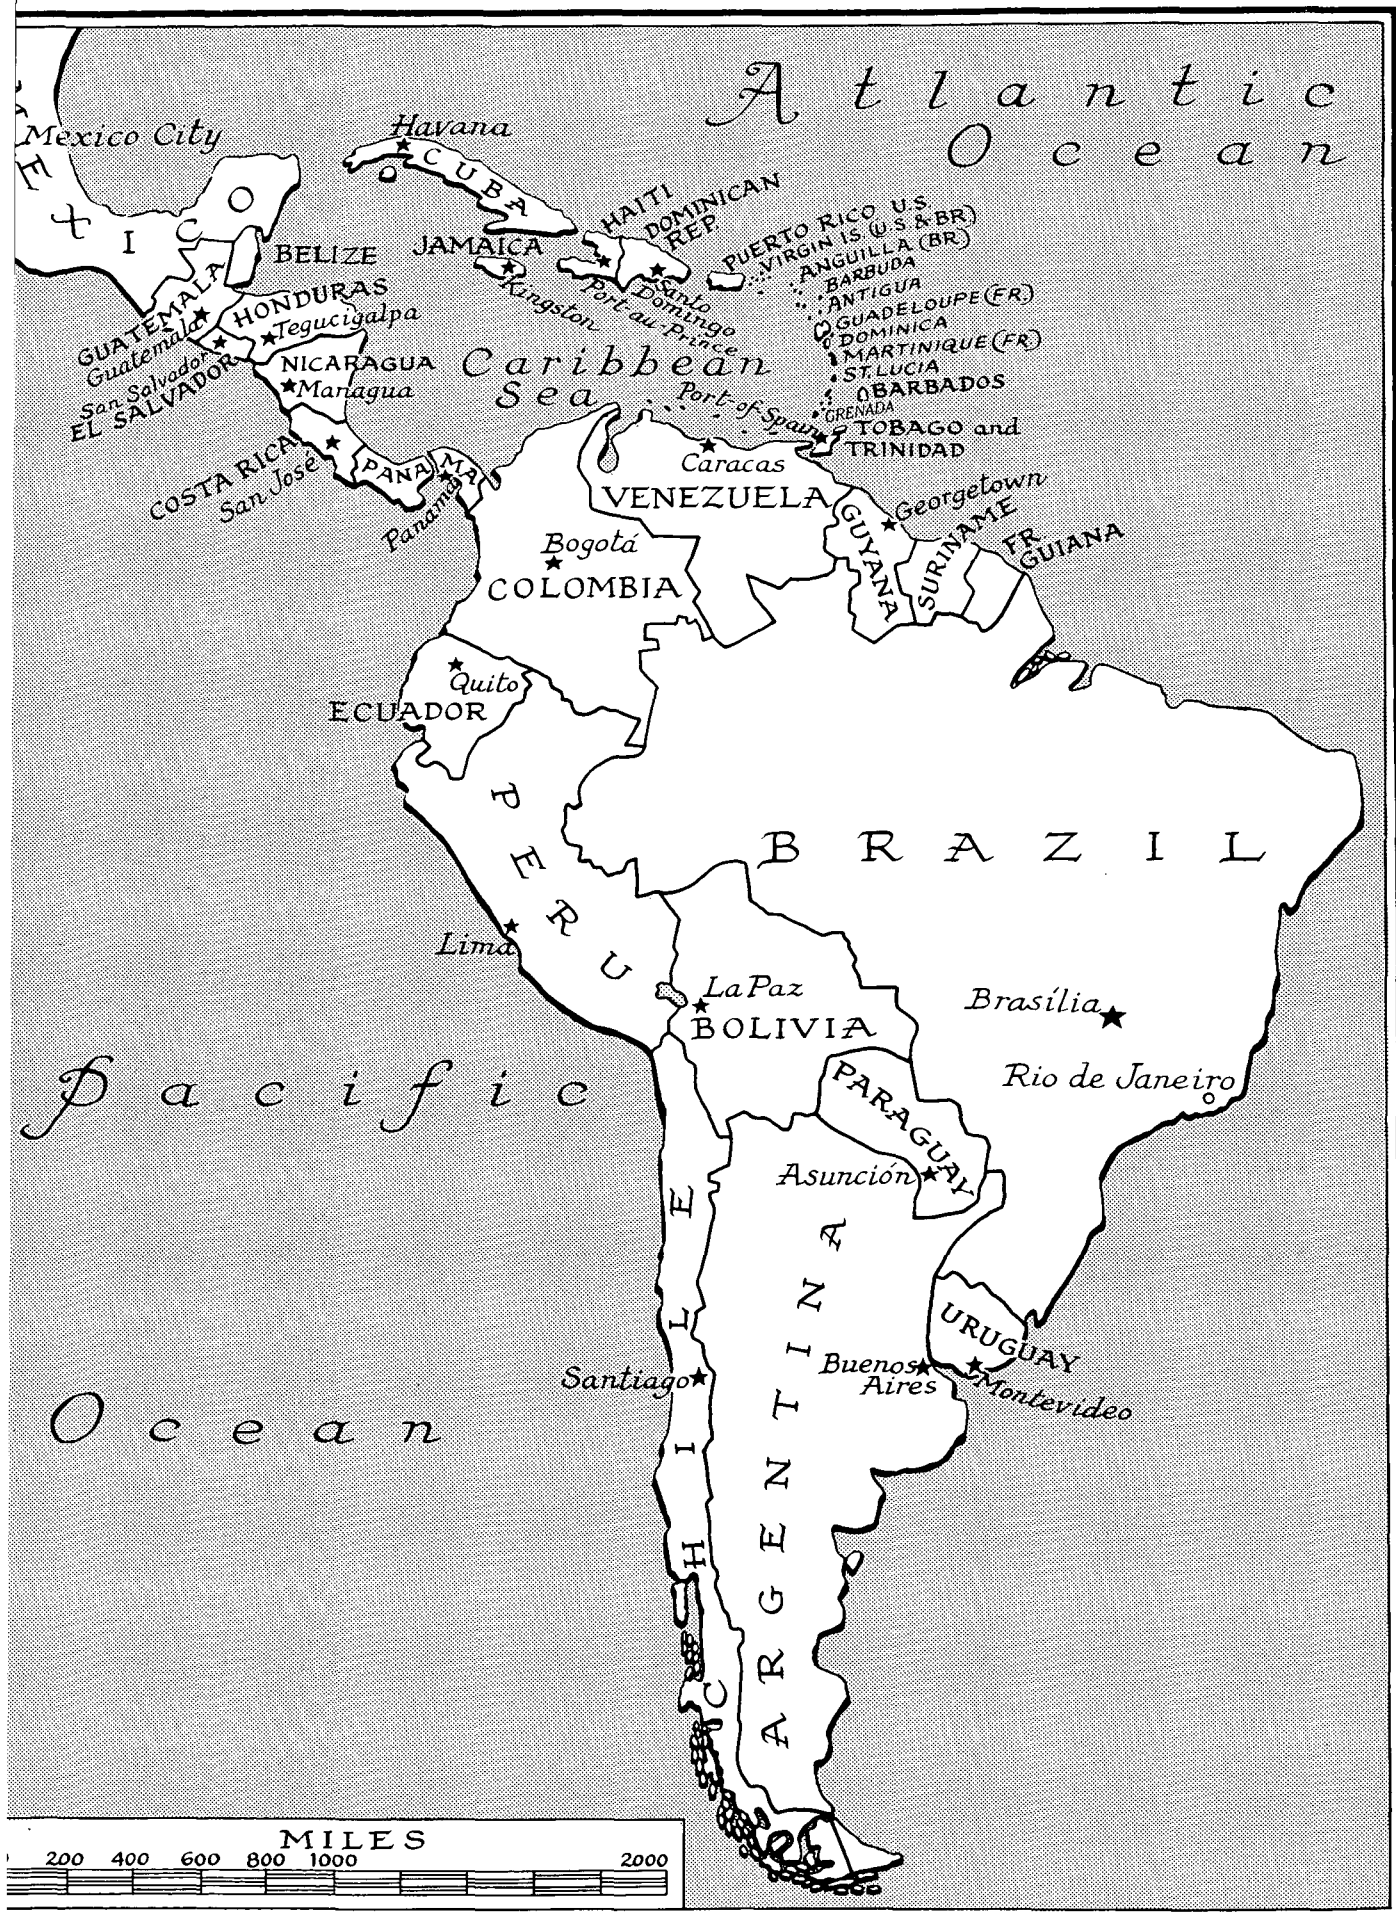 Atlantic
Ocean
Mexico City
MEXICO
Havana
CUBA
HAITI
DOMINICAN
REP.
PUERTO RICO U.S.
VIRGIN IS. (U.S. & BR.)
ANGUILLA (BR)
BARBUDA
ANTIGUA
GUADELOUPE (FR.)
DOMINICA
MARTINIQUE (FR)
ST. LUCIA
BARBADOS
GRENADA
TOBAGO and
TRINIDAD
JAMAICA
Kingston
Port-au-Prince
Santo
Domingo
BELIZE
GUATEMALA
Guatemala
HONDURAS
Tegucigalpa
San Salvador
EL SALVADOR
NICARAGUA
Managua
Caribbean
Sea
Port-of-Spain
COSTA RICA
San José
PANAMA
Panama
Caracas
VENEZUELA
Georgetown
GUYANA
SURINAME
FR
GUIANA
Bogotá
COLOMBIA
Quito
ECUADOR
PERU
Lima
BRAZIL
Brasília
Rio de Janeiro
La Paz
BOLIVIA
PARAGUAY
Asunción
Pacific
Ocean
CHILE
Santiago
ARGENTINA
Buenos
Aires
URUGUAY
Montevideo
MILES
200 400 600 800 1000 2000